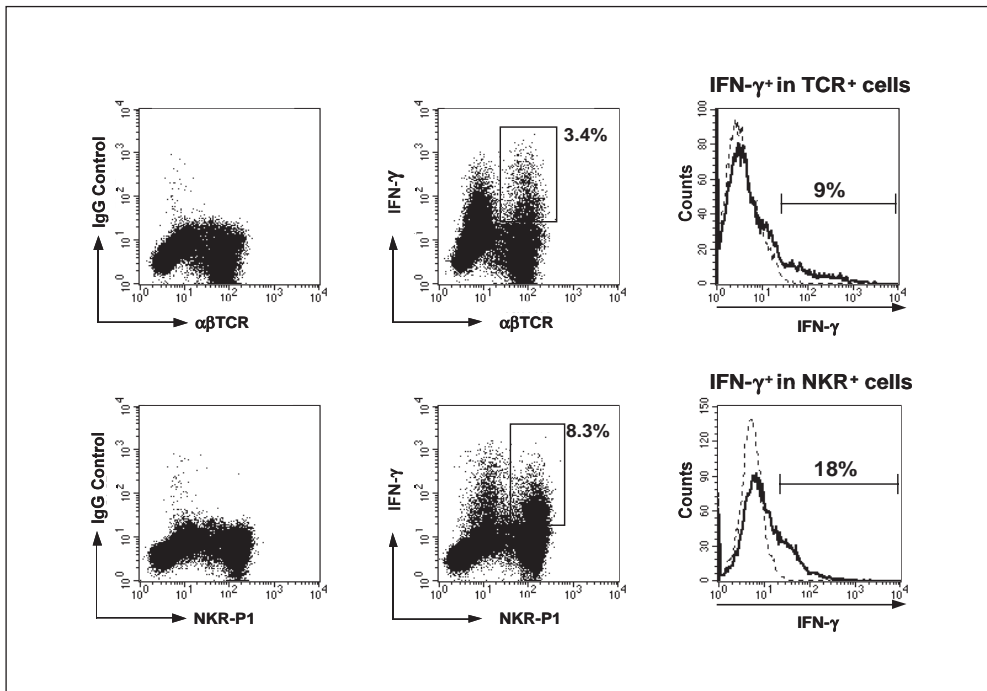 IFN-γ⁺ in TCR⁺ cells
IgG Control
10⁴
10³
10²
10¹
10⁰
10⁰ 10¹ 10² 10³ 10⁴
αβTCR
IFN-γ
10⁴
10³
10²
10¹
10⁰
3.4%
10⁰ 10¹ 10² 10³ 10⁴
αβTCR
Counts
100
80
60
40
20
0
9%
10⁰ 10¹ 10² 10³ 10⁴
IFN-γ
IFN-γ⁺ in NKR⁺ cells
IgG Control
10⁴
10³
10²
10¹
10⁰
10⁰ 10¹ 10² 10³ 10⁴
NKR-P1
IFN-γ
10⁴
10³
10²
10¹
10⁰
8.3%
10⁰ 10¹ 10² 10³ 10⁴
NKR-P1
Counts
150
120
90
60
30
0
18%
10⁰ 10¹ 10² 10³ 10⁴
IFN-γ